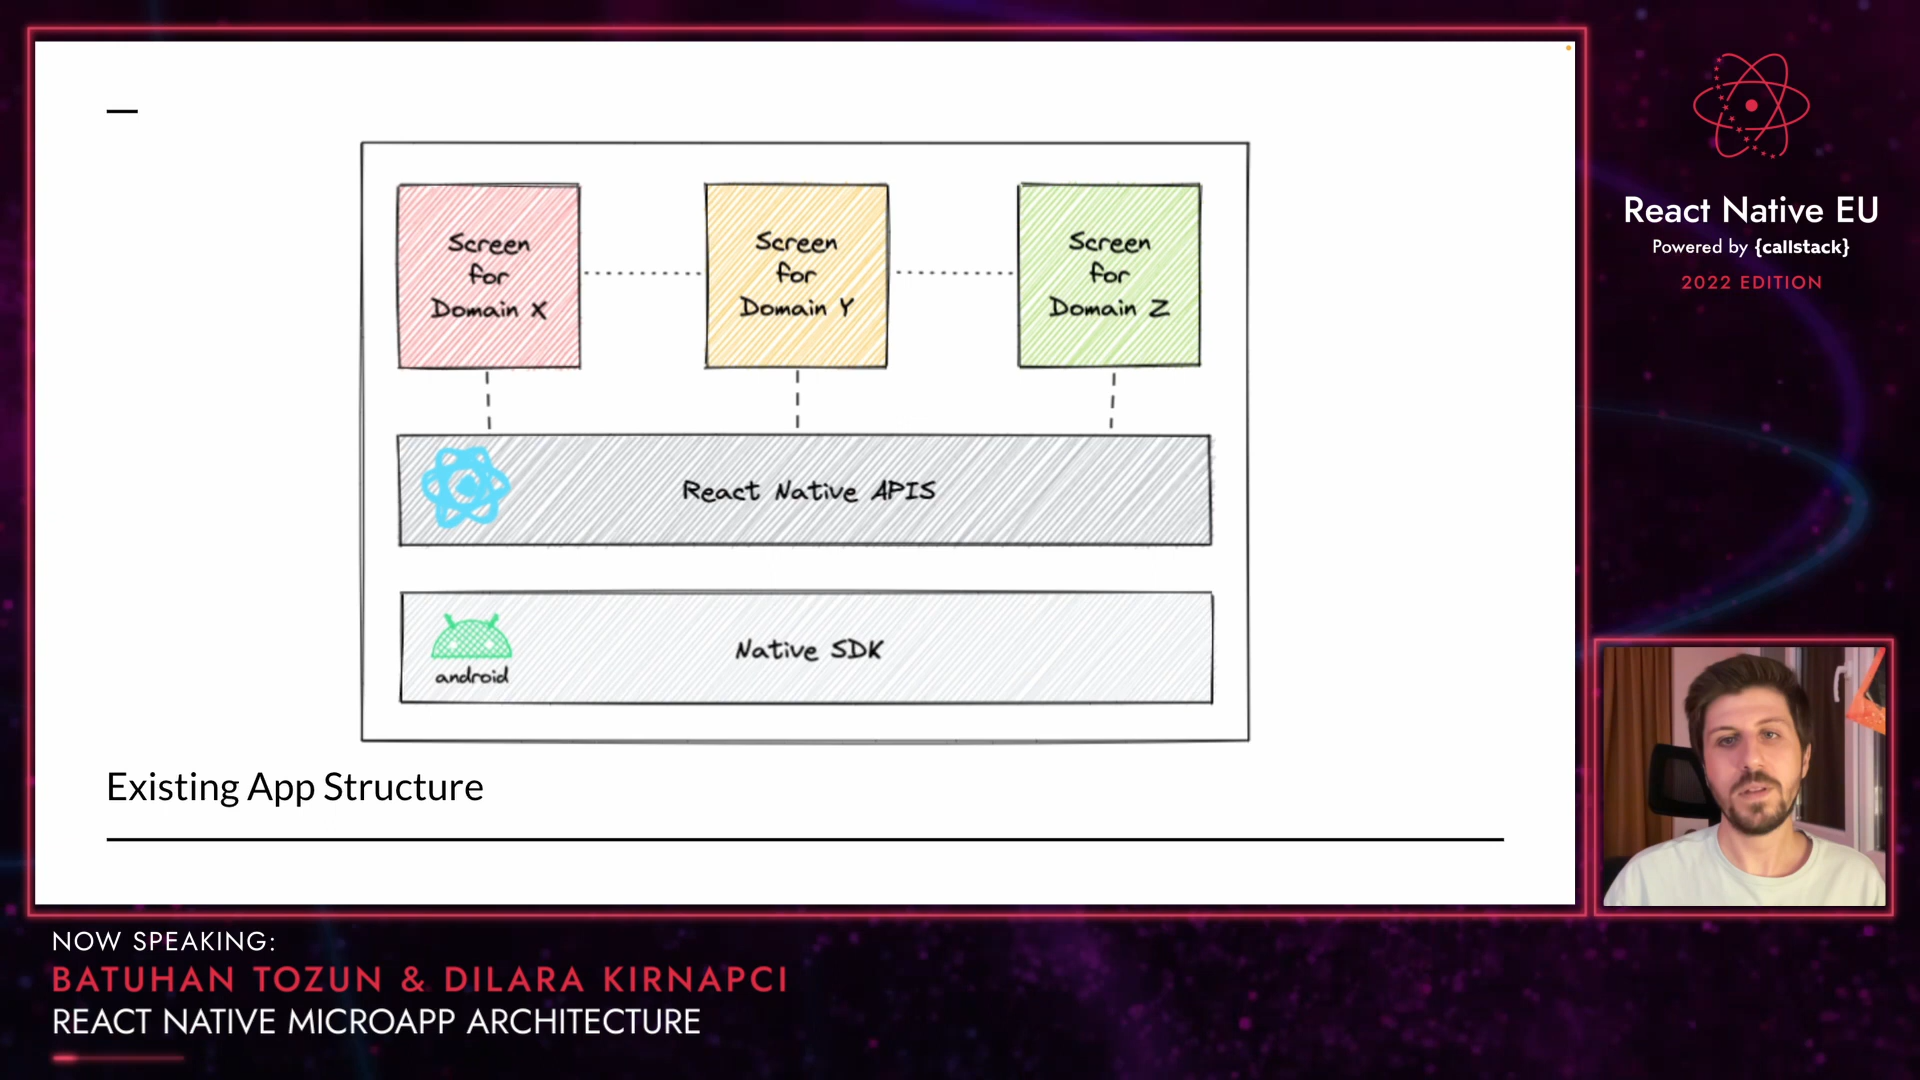 Screen
for
Domain X
Screen
for
Domain Y
Screen
for
Domain Z
React Native APIS
android
Native SDK
Existing App Structure
React Native EU
Powered by {callstack}
2022 EDITION
NOW SPEAKING:
BATUHAN TOZUN & DILARA KIRNAPCI
REACT NATIVE MICROAPP ARCHITECTURE